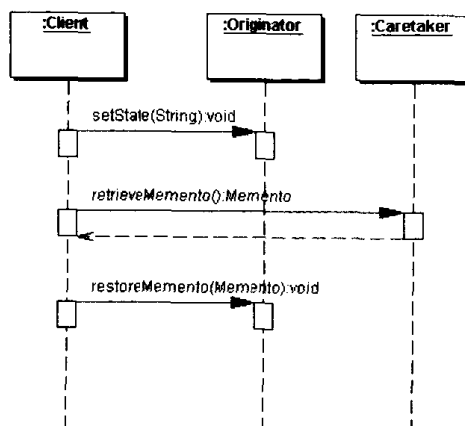 :Client
:Originator
:Caretaker
setState(String):void
retrieveMemento():Memento
restoreMemento(Memento):void